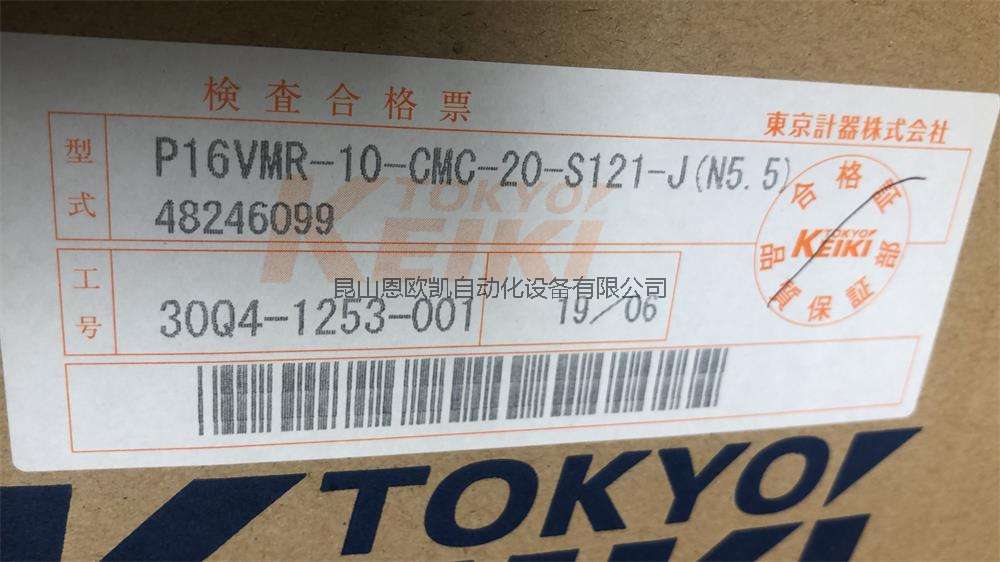 検査合格票
東京計器株式会社
型式
P16VMR-10-CMC-20-S121-J(N5.5)
48246099
TOKYO
KEIKI
合格証
TOKYO
KEIKI
品質保証部
工号
30Q4-1253-001
19/06
昆山恩欧凯自动化设备有限公司
TOKYO
KEIKI